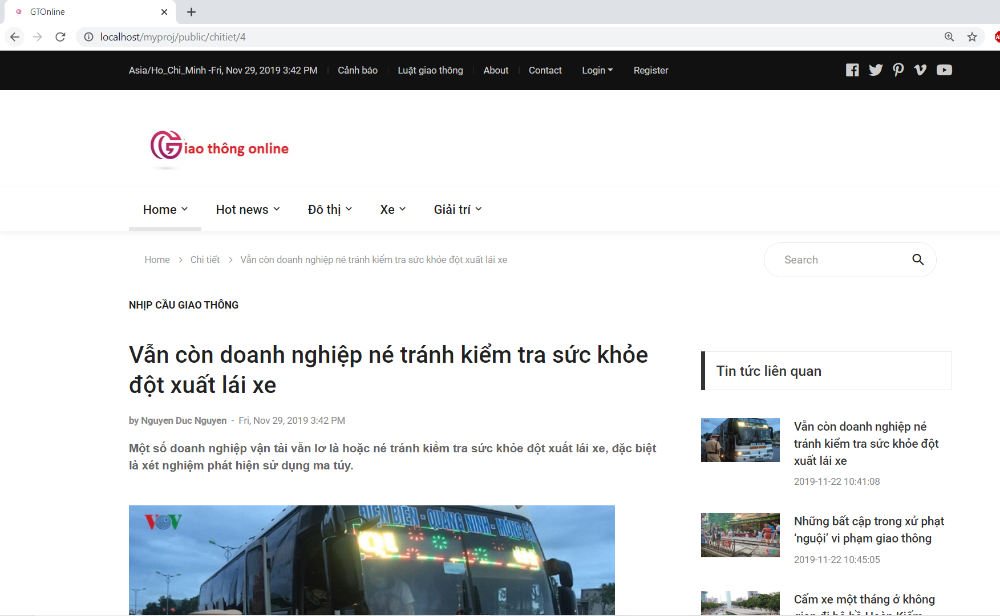 GTOnline
localhost/myproj/public/chitiet/4
Asia/Ho_Chi_Minh -Fri, Nov 29, 2019 3:42 PM
Cảnh báo
Luật giao thông
About
Contact
Login
Register
Giao thông online
Home
Hot news
Đô thị
Xe
Giải trí
Home > Chi tiết > Vẫn còn doanh nghiệp né tránh kiểm tra sức khỏe đột xuất lái xe
Search
NHỊP CẦU GIAO THÔNG
Vẫn còn doanh nghiệp né tránh kiểm tra sức khỏe
đột xuất lái xe
by Nguyen Duc Nguyen - Fri, Nov 29, 2019 3:42 PM
Một số doanh nghiệp vận tải vẫn lơ là hoặc né tránh kiểm tra sức khỏe đột xuất lái xe, đặc biệt
là xét nghiệm phát hiện sử dụng ma túy.
VOV
ĐIỆN BIÊN - QUẢNG NINH - MÓNG
Tin tức liên quan
Vẫn còn doanh nghiệp né
tránh kiểm tra sức khỏe đột
xuất lái xe
2019-11-22 10:41:08
Những bất cập trong xử phạt
‘nguội’ vi phạm giao thông
2019-11-22 10:45:05
Cấm xe một tháng ở không
gian đi bộ hồ Hoàn Kiếm